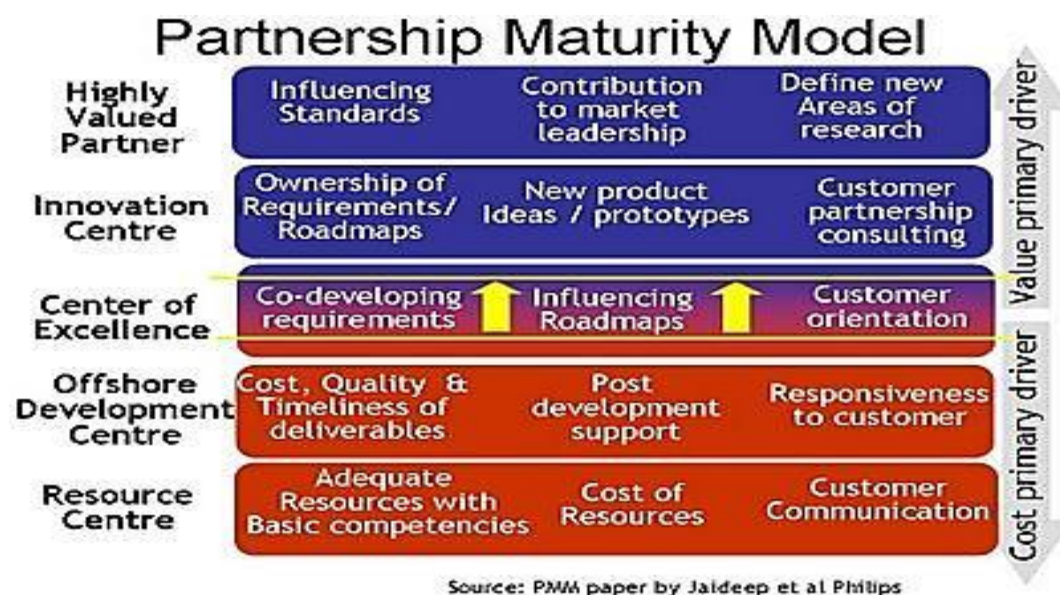 Partnership Maturity Model
Highly
Valued
Partner
Influencing
Standards
Contribution
to market
leadership
Define new
Areas of
research
Innovation
Centre
Ownership of
Requirements/
Roadmaps
New product
Ideas / prototypes
Customer
partnership
consulting
Center of
Excellence
Co-developing
requirements
Influencing
Roadmaps
Customer
orientation
Offshore
Development
Centre
Cost, Quality &
Timeliness of
deliverables
Post
development
support
Responsiveness
to customer
Resource
Centre
Adequate
Resources with
Basic competencies
Cost of
Resources
Customer
Communication
Value primary driver
Cost primary driver
Source: PMM paper by Jaideep et al Philips